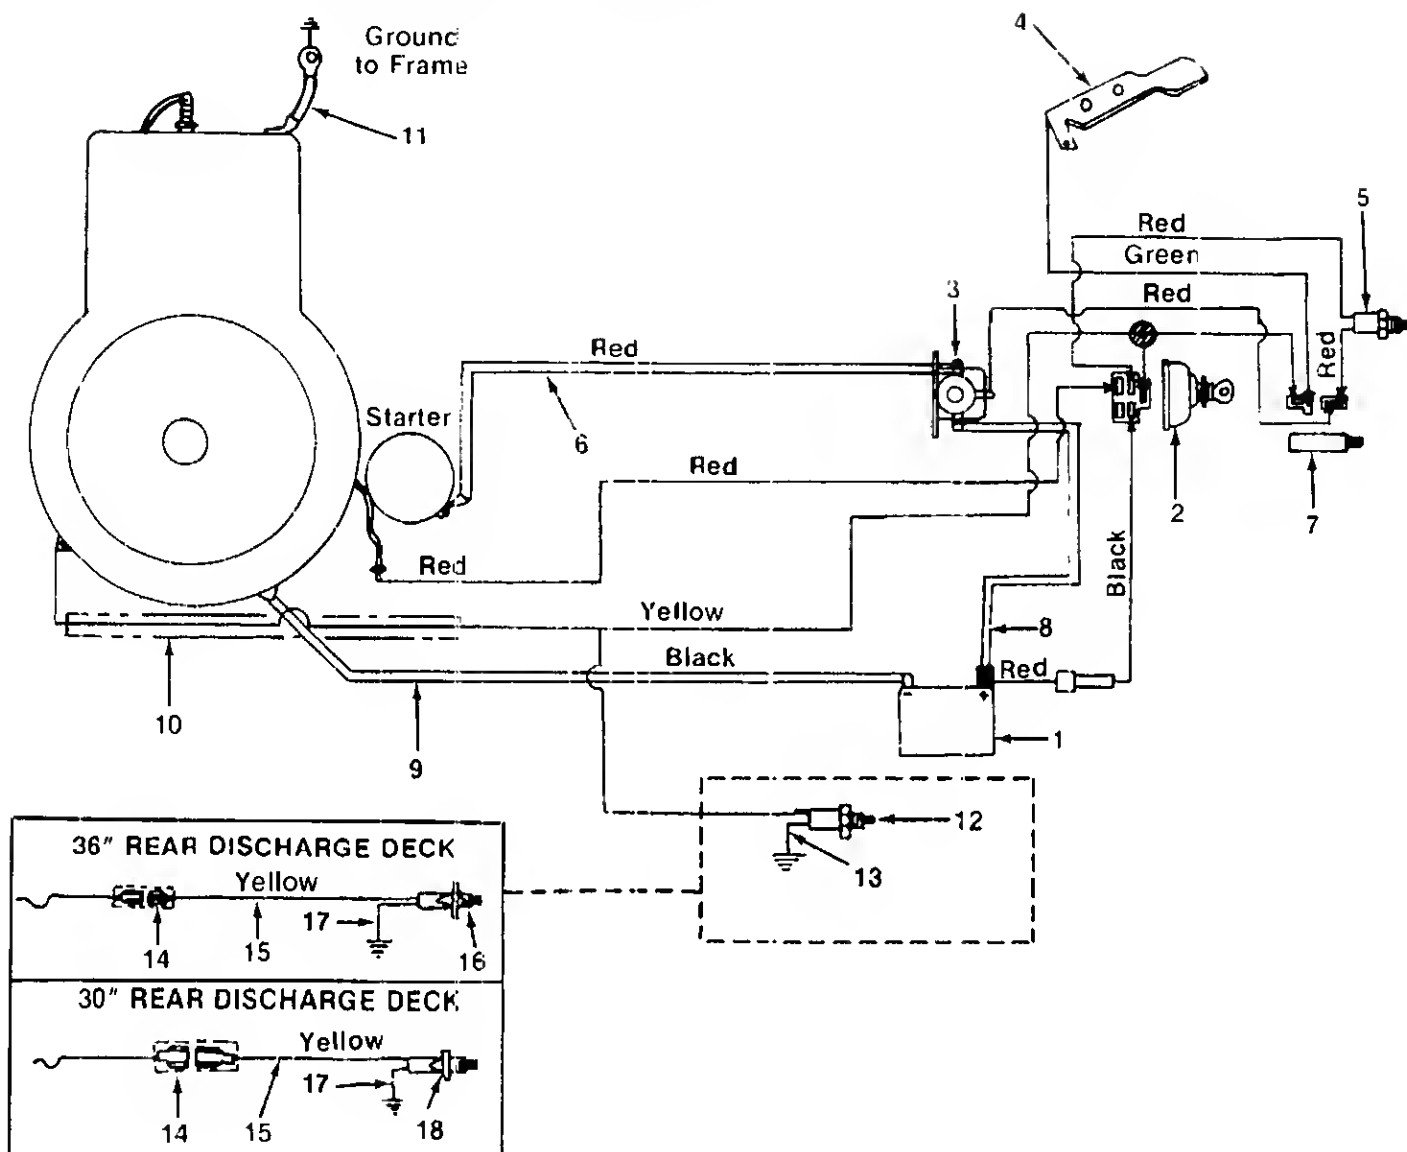 Ground
to Frame
4
11
5
Red
Green
3
Red
Red
Red
Starter
6
Red
2
7
Red
Black
Yellow
8
Black
Red
10
9
1
12
13
36" REAR DISCHARGE DECK
Yellow
17
14
15
16
30" REAR DISCHARGE DECK
Yellow
17
14
15
18